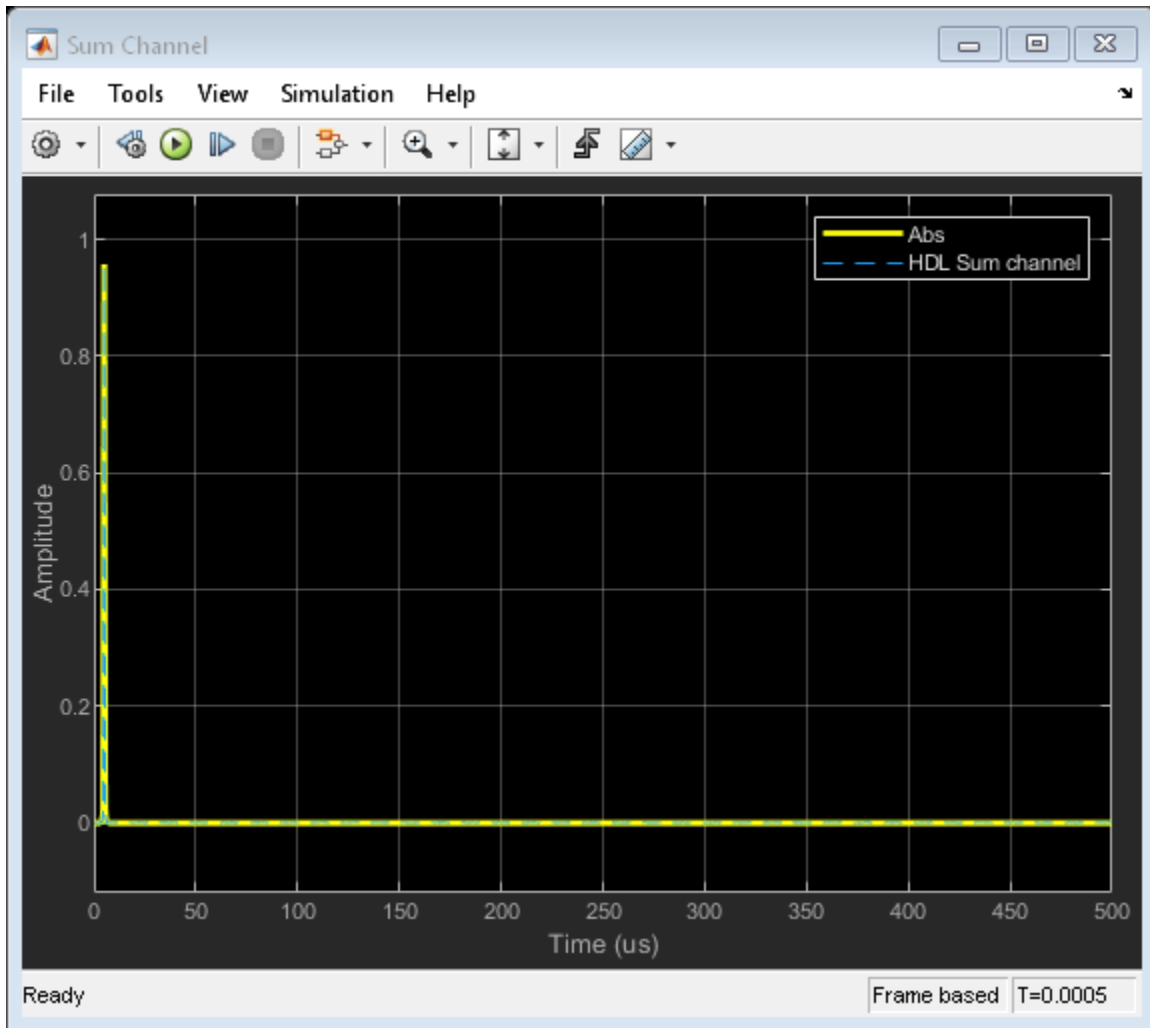 Sum Channel
File Tools View Simulation Help
Abs
HDL Sum channel
1
0.8
0.6
0.4
0.2
0
Amplitude
0 50 100 150 200 250 300 350 400 450 500
Time (us)
Ready Frame based T=0.0005